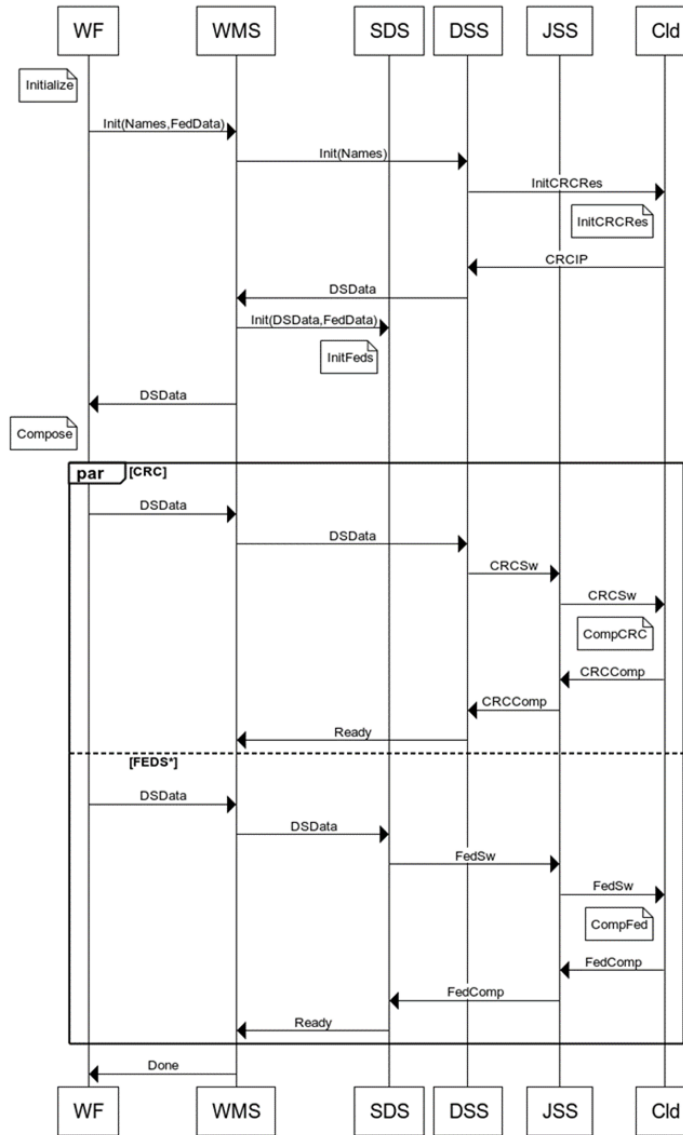 WF WMS SDS DSS JSS Cld
Initialize
Init(Names,FedData)
Init(Names)
InitCRCRes
InitCRCRes
CRCIP
DSData
Init(DSData,FedData)
InitFeds
DSData
Compose
par [CRC]
DSData
DSData
CRCSw
CRCSw
CompCRC
CRCComp
CRCComp
Ready
[FEDS*]
DSData
DSData
FedSw
FedSw
CompFed
FedComp
FedComp
Ready
Done
WF WMS SDS DSS JSS Cld